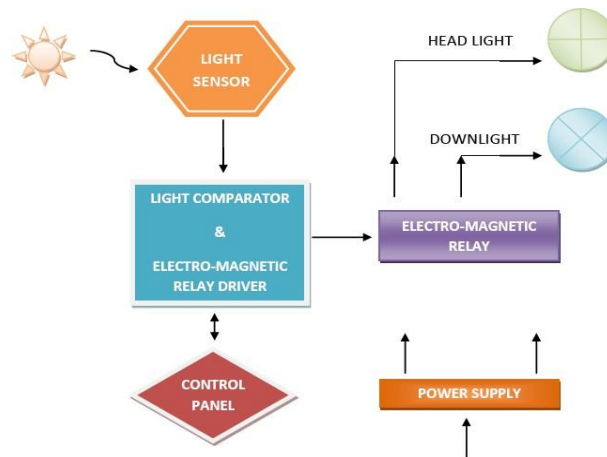 LIGHT
SENSOR
HEAD LIGHT
DOWNLIGHT
LIGHT COMPARATOR
&
ELECTRO-MAGNETIC
RELAY DRIVER
ELECTRO-MAGNETIC
RELAY
CONTROL
PANEL
POWER SUPPLY